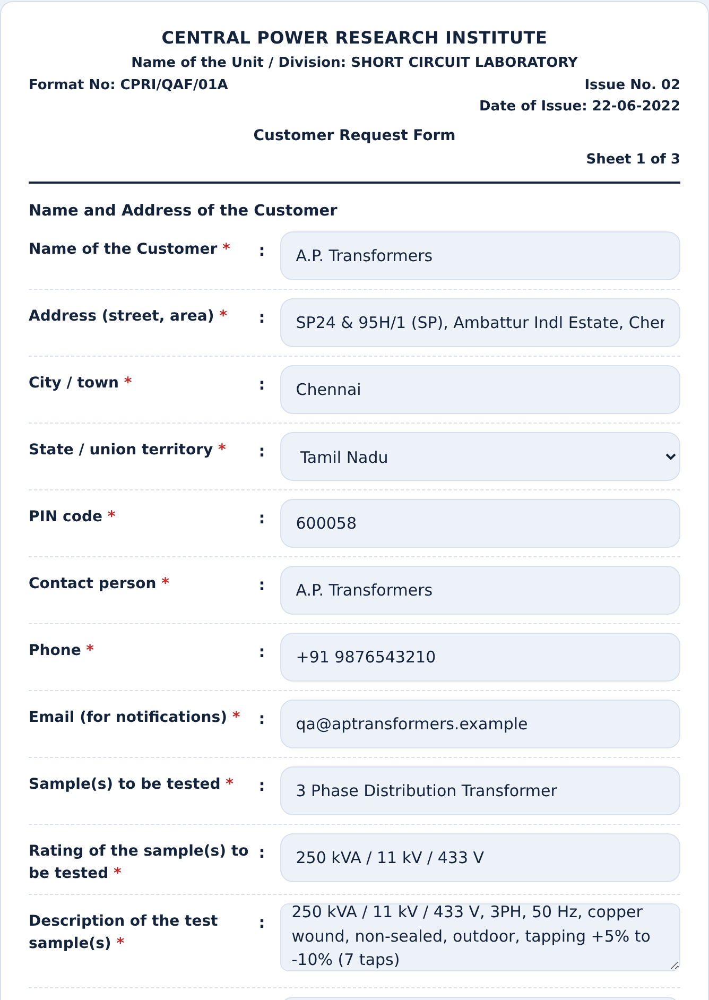 CENTRAL POWER RESEARCH INSTITUTE
Name of the Unit / Division: SHORT CIRCUIT LABORATORY
Format No: CPRI/QAF/01A
Issue No. 02
Date of Issue: 22-06-2022
Customer Request Form
Sheet 1 of 3
Name and Address of the Customer
Name of the Customer * : A.P. Transformers
Address (street, area) * : SP24 & 95H/1 (SP), Ambattur Indl Estate,
City / town * : Chennai
State / union territory * : Tamil Nadu
PIN code * : 600058
Contact person * : A.P. Transformers
Phone * : +91 9876543210
Email (for notifications) * : qa@aptransformers.example
Sample(s) to be tested * : 3 Phase Distribution Transformer
Rating of the sample(s) to : 250 kVA / 11 kV / 433 V
be tested *
Description of the test : 250 kVA / 11 kV / 433 V, 3PH, 50 Hz, copper
sample(s) * wound, non-sealed, outdoor, tapping +5% to
-10% (7 taps)